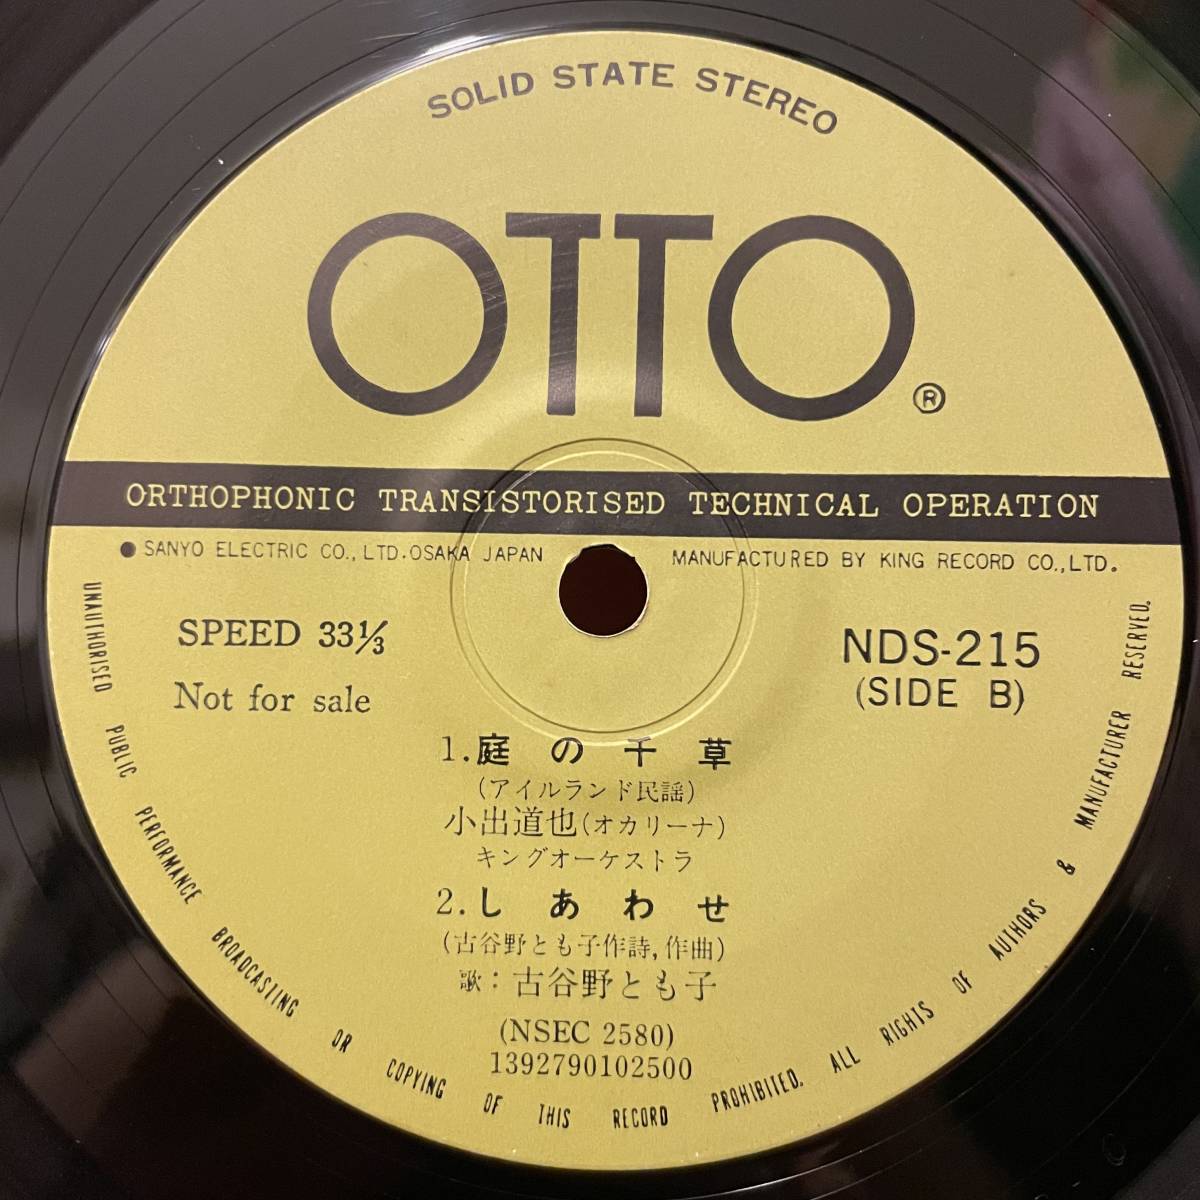 SOLID STATE STEREO
OTTO®
ORTHOPHONIC TRANSISTORISED TECHNICAL OPERATION
● SANYO ELECTRIC CO., LTD. OSAKA JAPAN
MANUFACTURED BY KING RECORD CO., LTD.
SPEED 33⅓
NDS-215
Not for sale
(SIDE B)
1. 庭の千草
(アイルランド民謡)
小出道也(オカリーナ)
キングオーケストラ
2. しあわせ
(古谷野とも子作詩, 作曲)
歌: 古谷野とも子
(NSEC 2580)
1392790102500
UNAUTHORISED PUBLIC PERFORMANCE BROADCASTING OR COPYING OF THIS RECORD PROHIBITED. ALL RIGHTS OF AUTHORS & MANUFACTURER RESERVED.